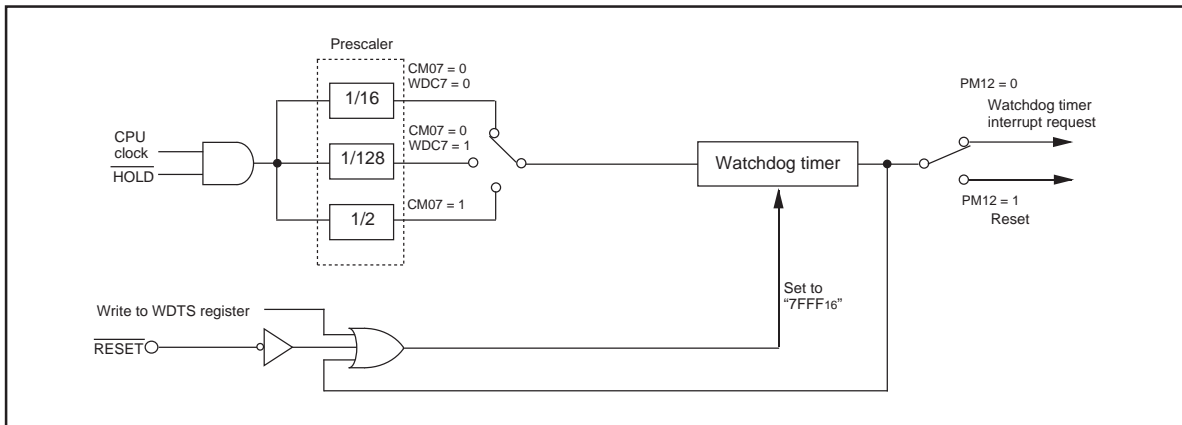 Prescaler
CM07 = 0
WDC7 = 0
1/16
CPU
clock
HOLD
CM07 = 0
WDC7 = 1
1/128
CM07 = 1
1/2
Watchdog timer
PM12 = 0
Watchdog timer
interrupt request
PM12 = 1
Reset
Set to
“7FFF16”
Write to WDTS register
RESET